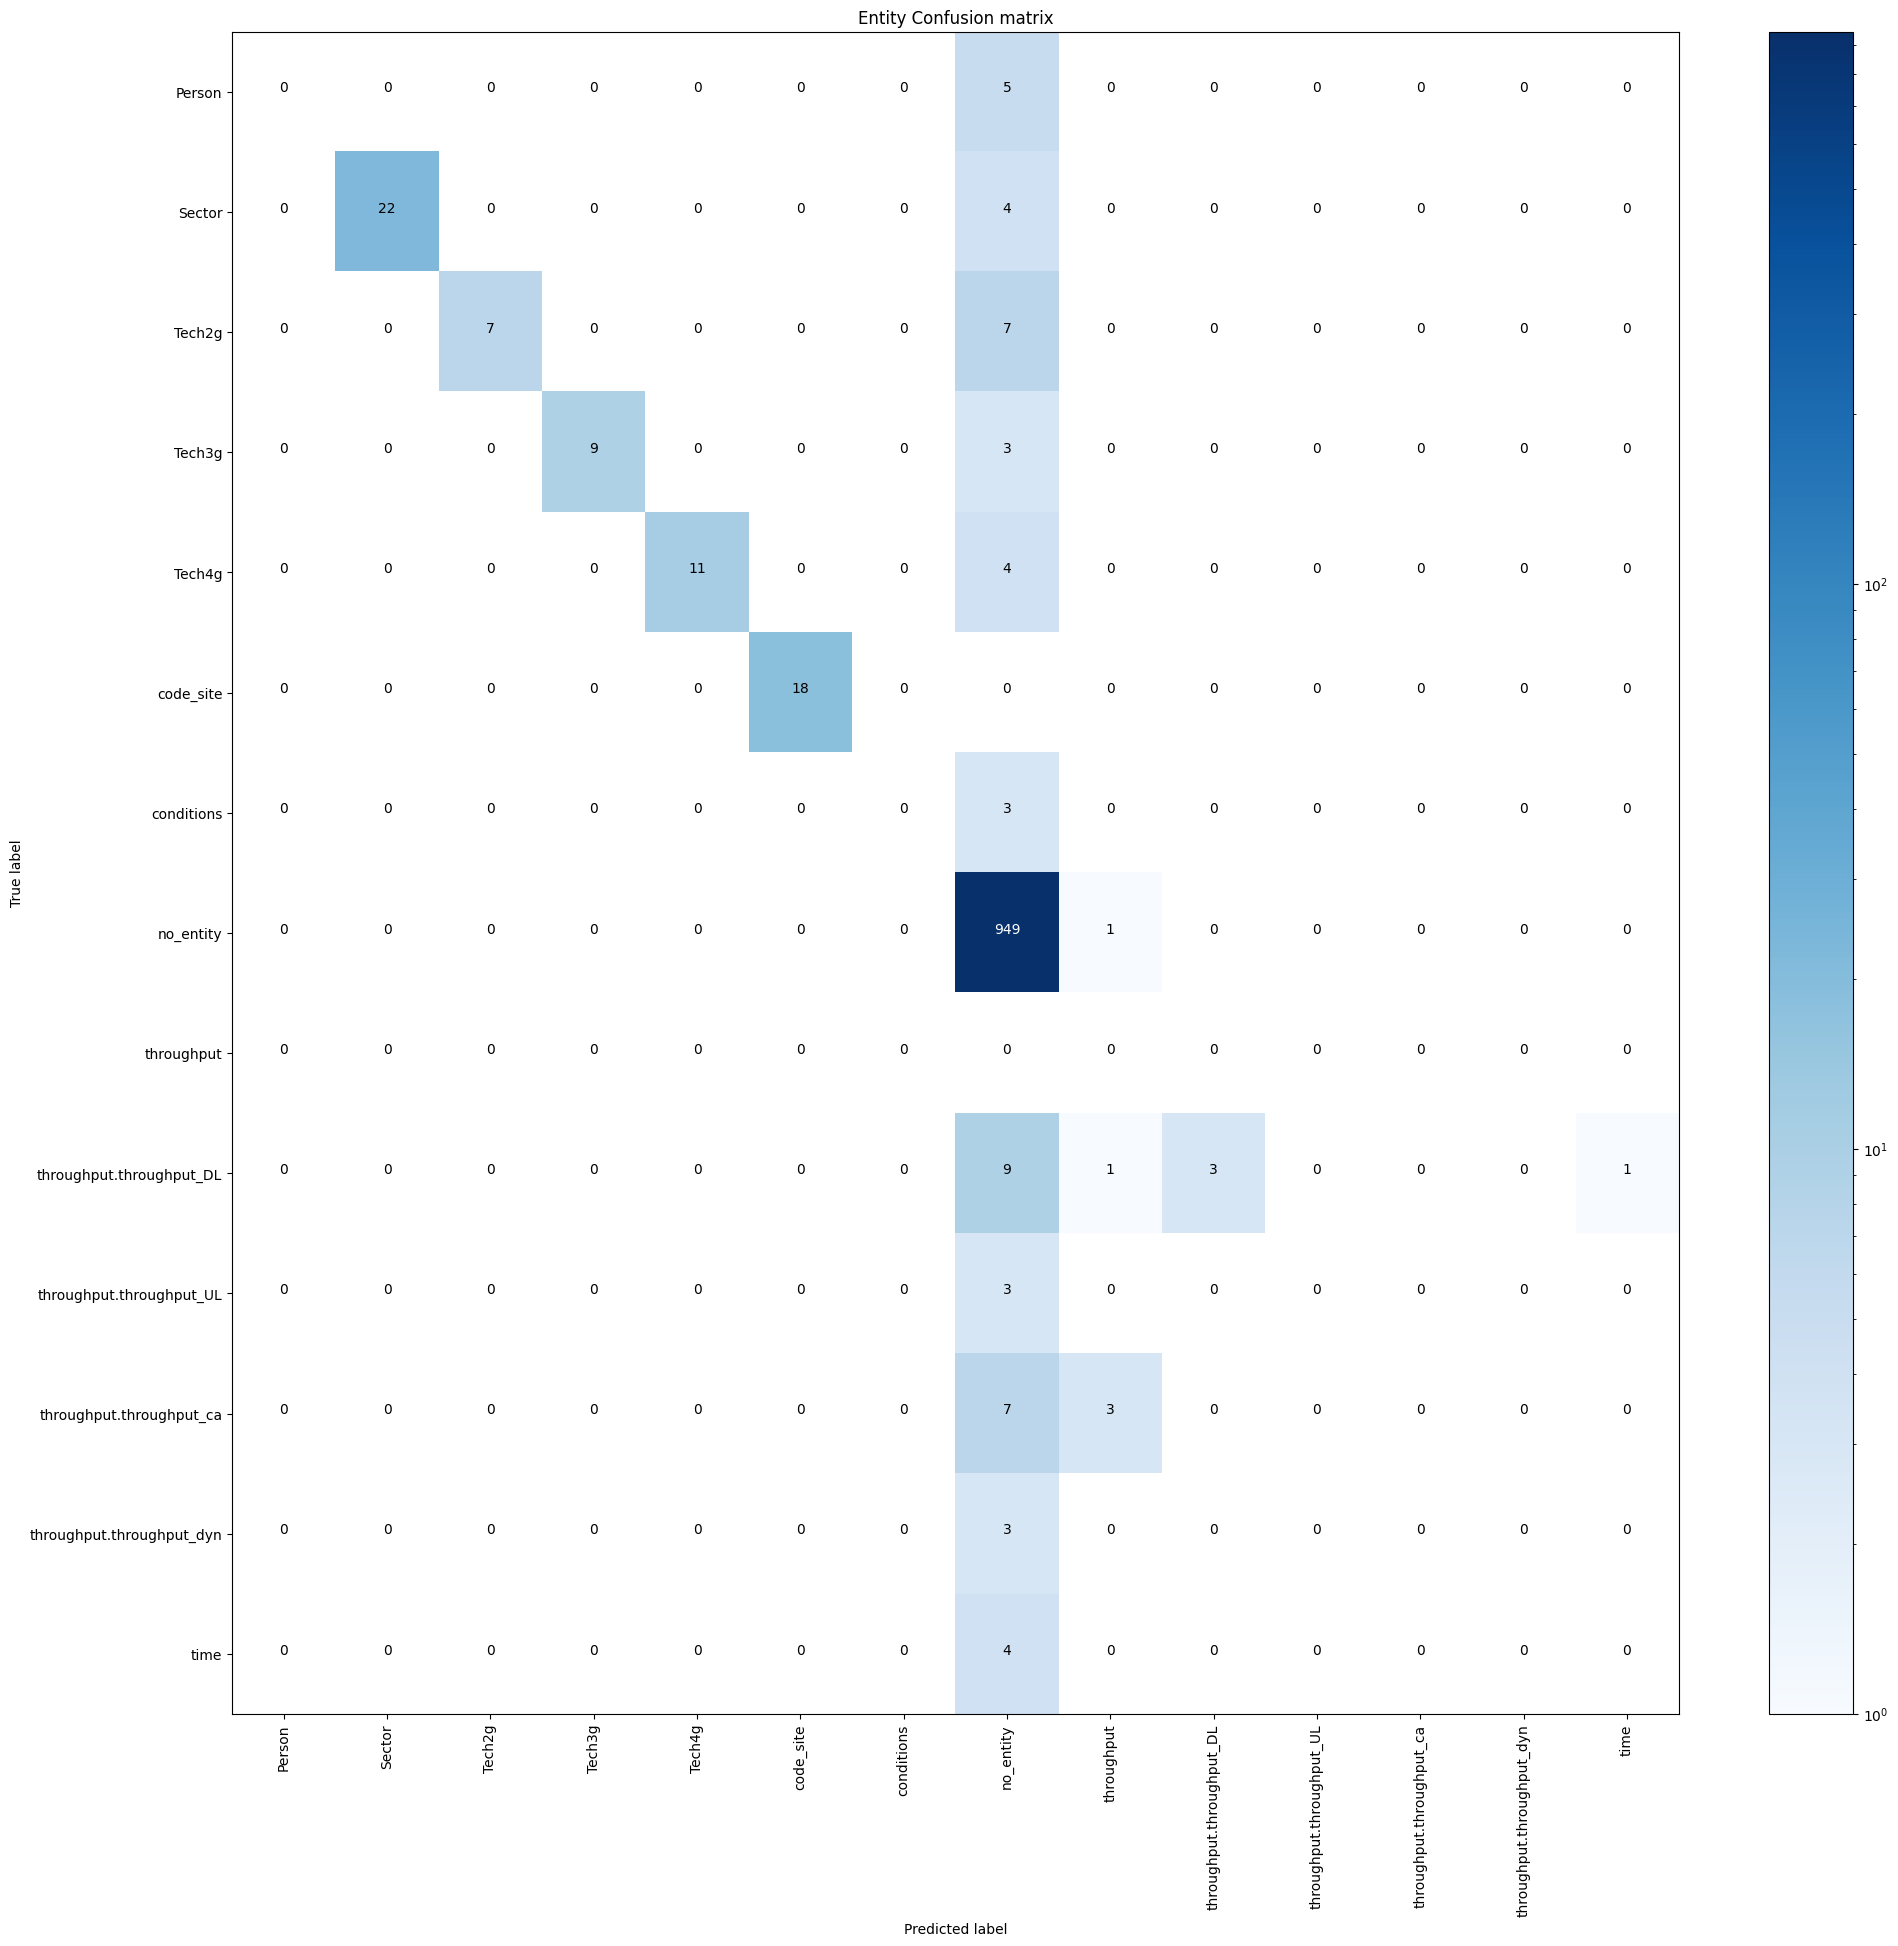 Entity Confusion matrix
Person 0 0 0 0 0 0 0 5 0 0 0 0 0 0
Sector 0 22 0 0 0 0 0 4 0 0 0 0 0 0
Tech2g 0 0 7 0 0 0 0 7 0 0 0 0 0 0
Tech3g 0 0 0 9 0 0 0 3 0 0 0 0 0 0
Tech4g 0 0 0 0 11 0 0 4 0 0 0 0 0 0
code_site 0 0 0 0 0 18 0 0 0 0 0 0 0 0
conditions 0 0 0 0 0 0 0 3 0 0 0 0 0 0
no_entity 0 0 0 0 0 0 0 949 1 0 0 0 0 0
throughput 0 0 0 0 0 0 0 0 0 0 0 0 0 0
throughput.throughput_DL 0 0 0 0 0 0 0 9 1 3 0 0 0 1
throughput.throughput_UL 0 0 0 0 0 0 0 3 0 0 0 0 0 0
throughput.throughput_ca 0 0 0 0 0 0 0 7 3 0 0 0 0 0
throughput.throughput_dyn 0 0 0 0 0 0 0 3 0 0 0 0 0 0
time 0 0 0 0 0 0 0 4 0 0 0 0 0 0
True label
Person
Sector
Tech2g
Tech3g
Tech4g
code_site
conditions
no_entity
throughput
throughput.throughput_DL
throughput.throughput_UL
throughput.throughput_ca
throughput.throughput_dyn
time
Predicted label
10²
10¹
10⁰